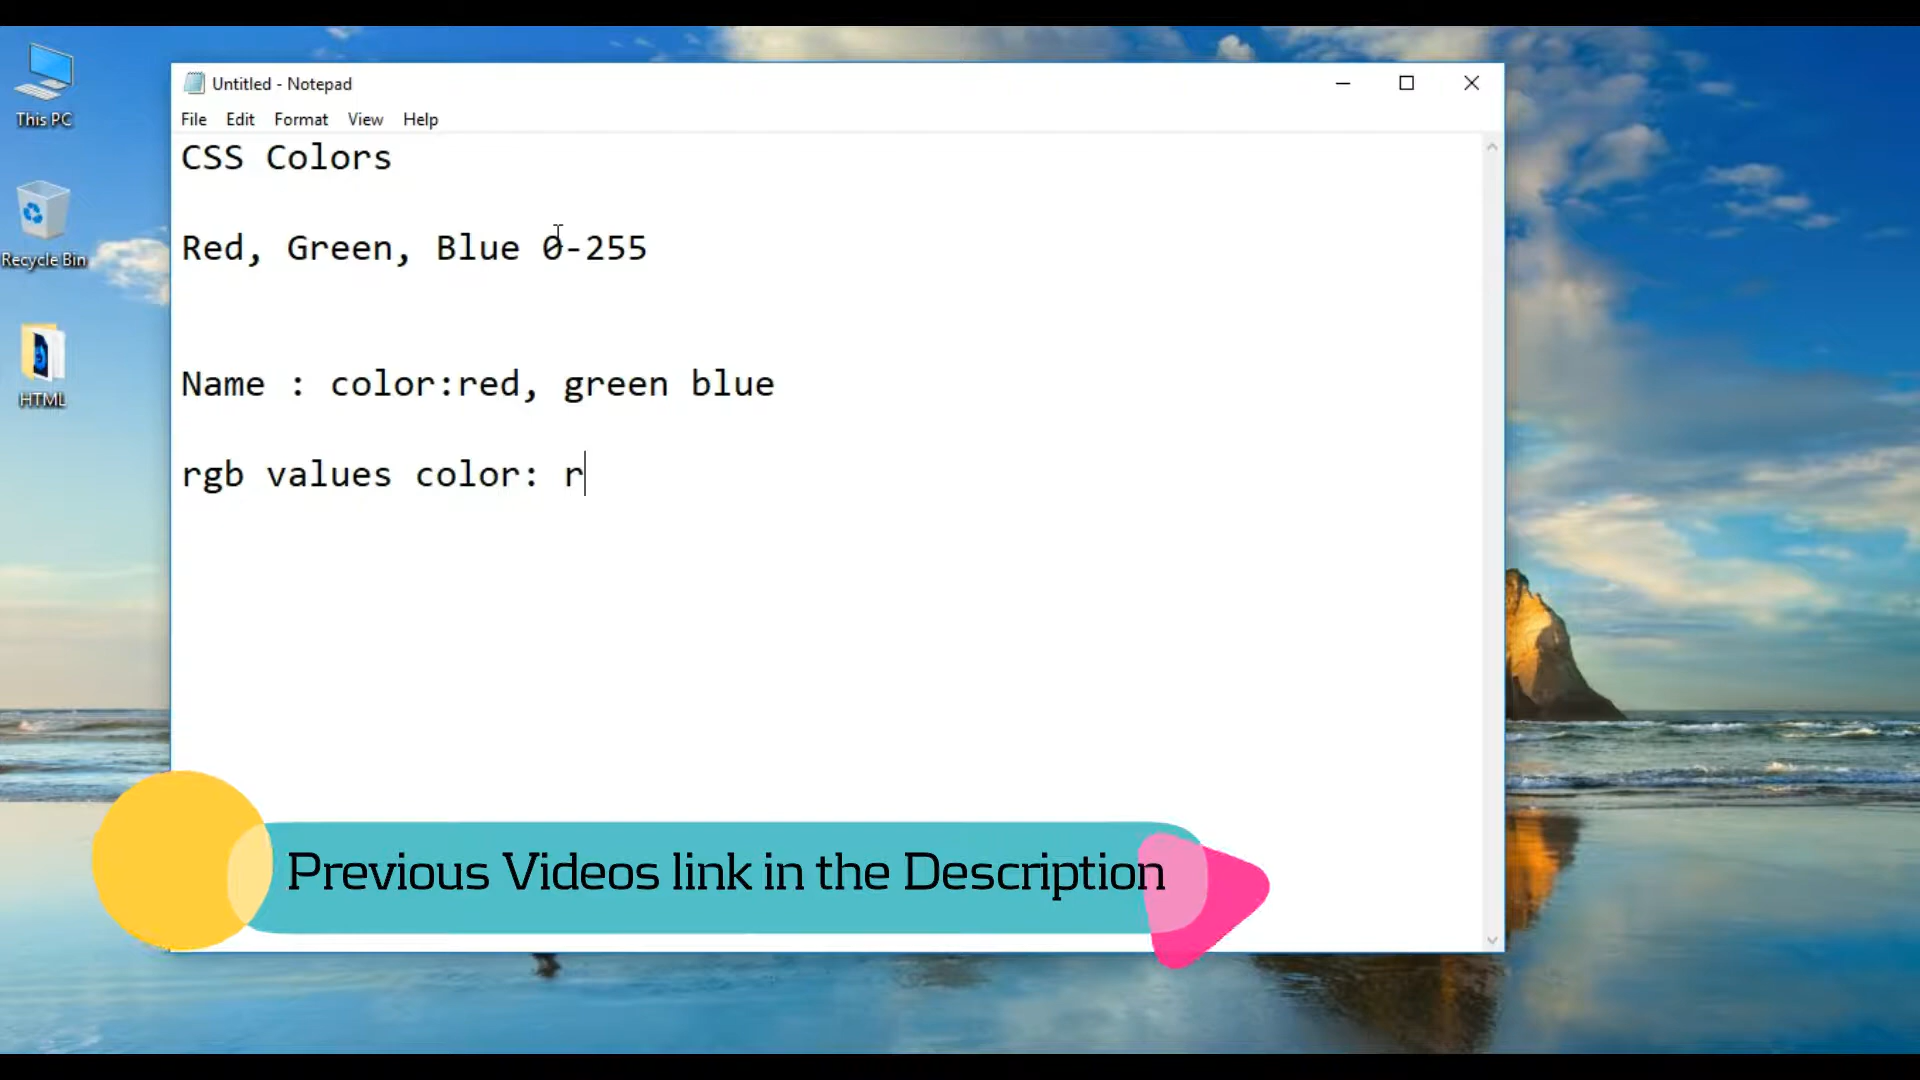 This PC
Recycle Bin
HTML
Untitled - Notepad
File Edit Format View Help
CSS Colors
Red, Green, Blue 0-255
Name : color:red, green blue
rgb values color: r
Previous Videos link in the Description